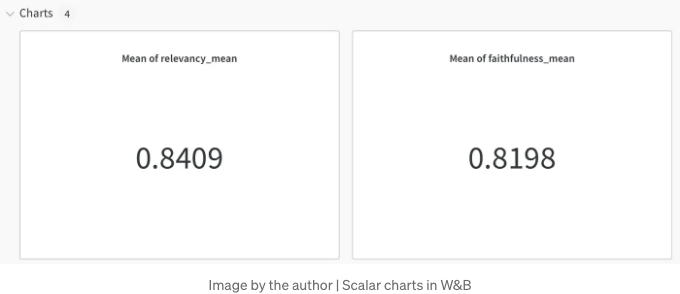 Charts 4
Mean of relevancy_mean
Mean of faithfulness_mean
0.8409
0.8198
Image by the author | Scalar charts in W&B